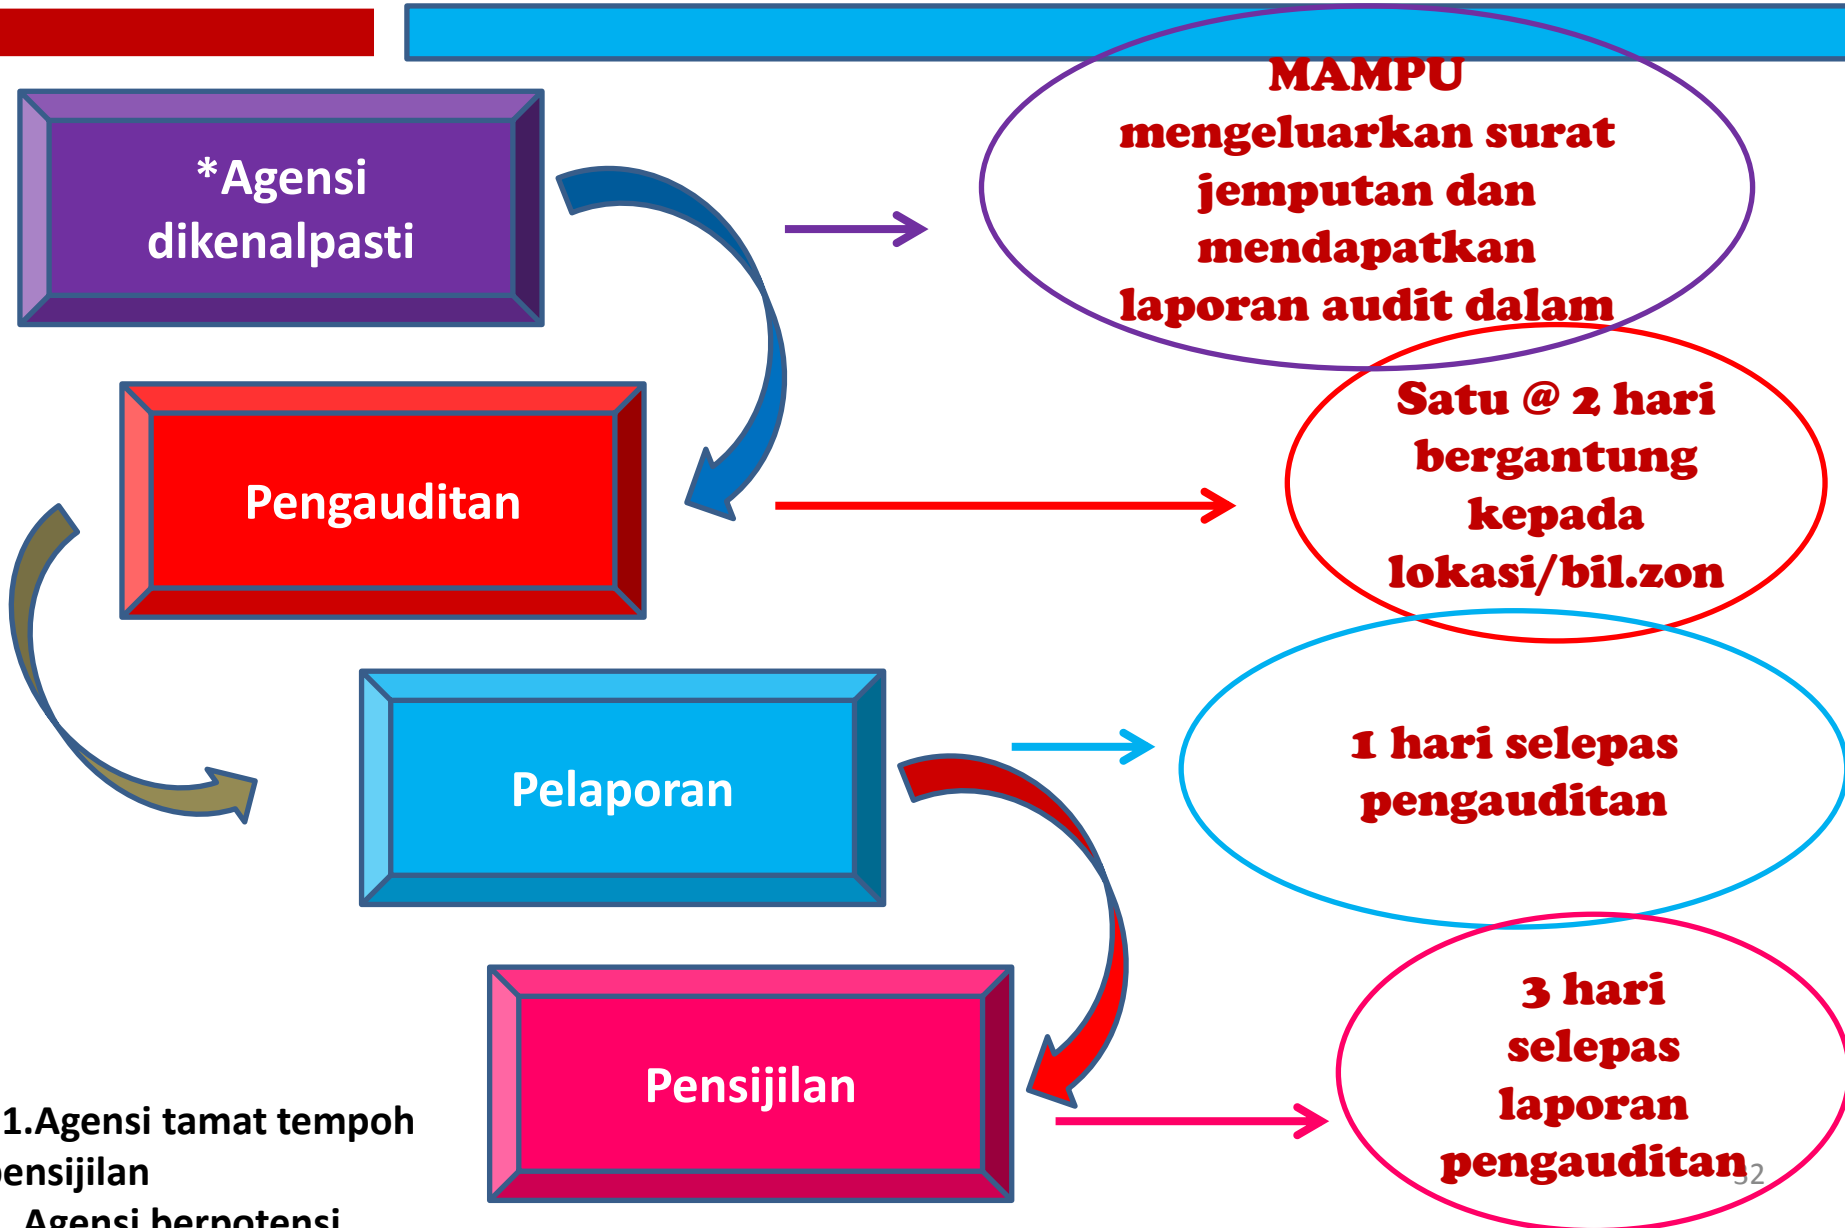 *Agensi
dikenalpasti
MAMPU
mengeluarkan surat
jemputan dan
mendapatkan
laporan audit dalam
Pengauditan
Satu @ 2 hari
bergantung
kepada
lokasi/bil.zon
Pelaporan
1 hari selepas
pengauditan
Pensijilan
3 hari
selepas
laporan
pengauditan
1.Agensi tamat tempoh
pensijilan
Agensi berpotensi
32